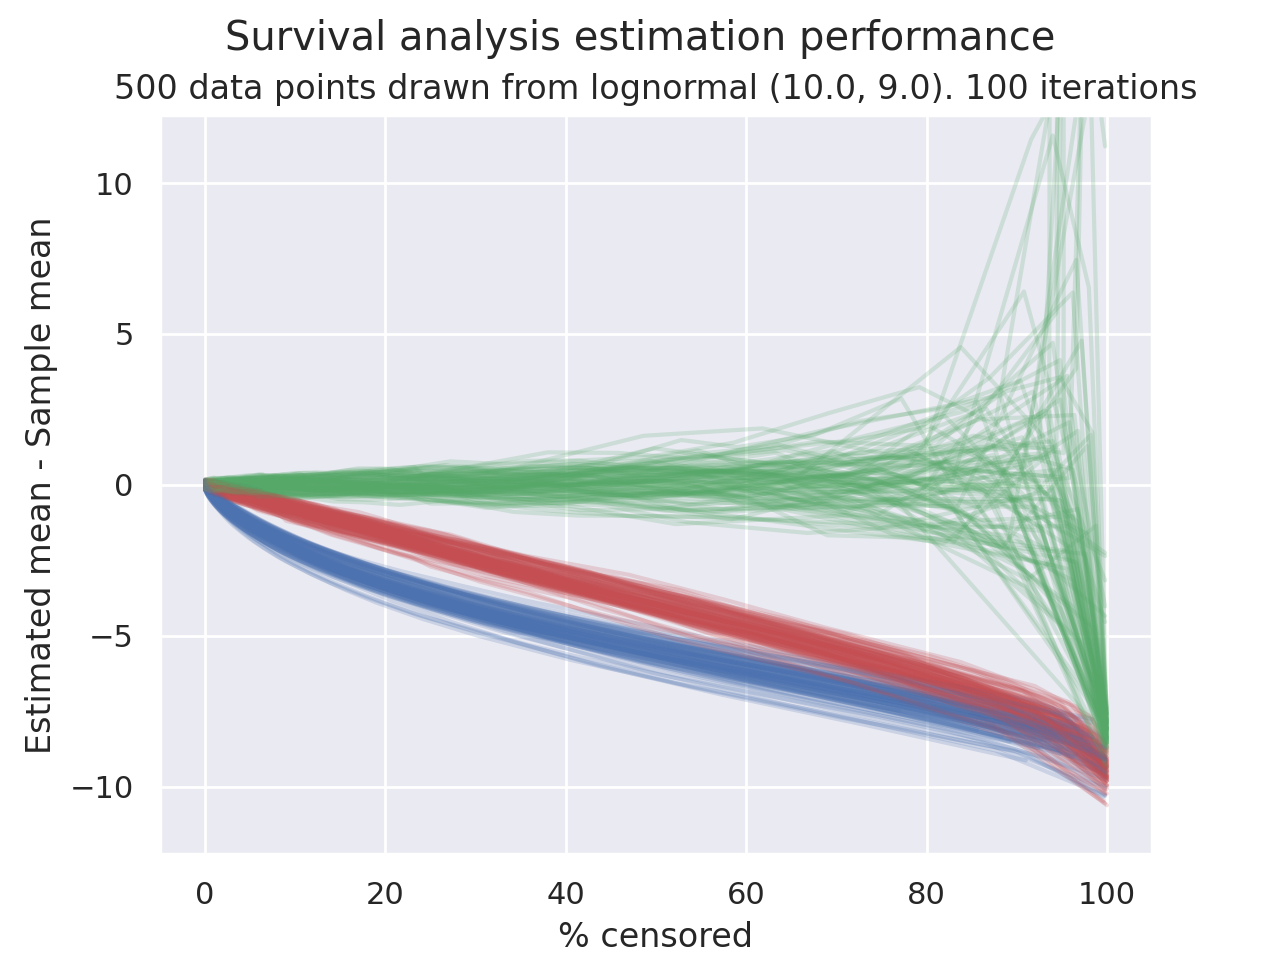 Survival analysis estimation performance
500 data points drawn from lognormal (10.0, 9.0). 100 iterations
Estimated mean - Sample mean
10
5
0
−5
−10
0 20 40 60 80 100
% censored